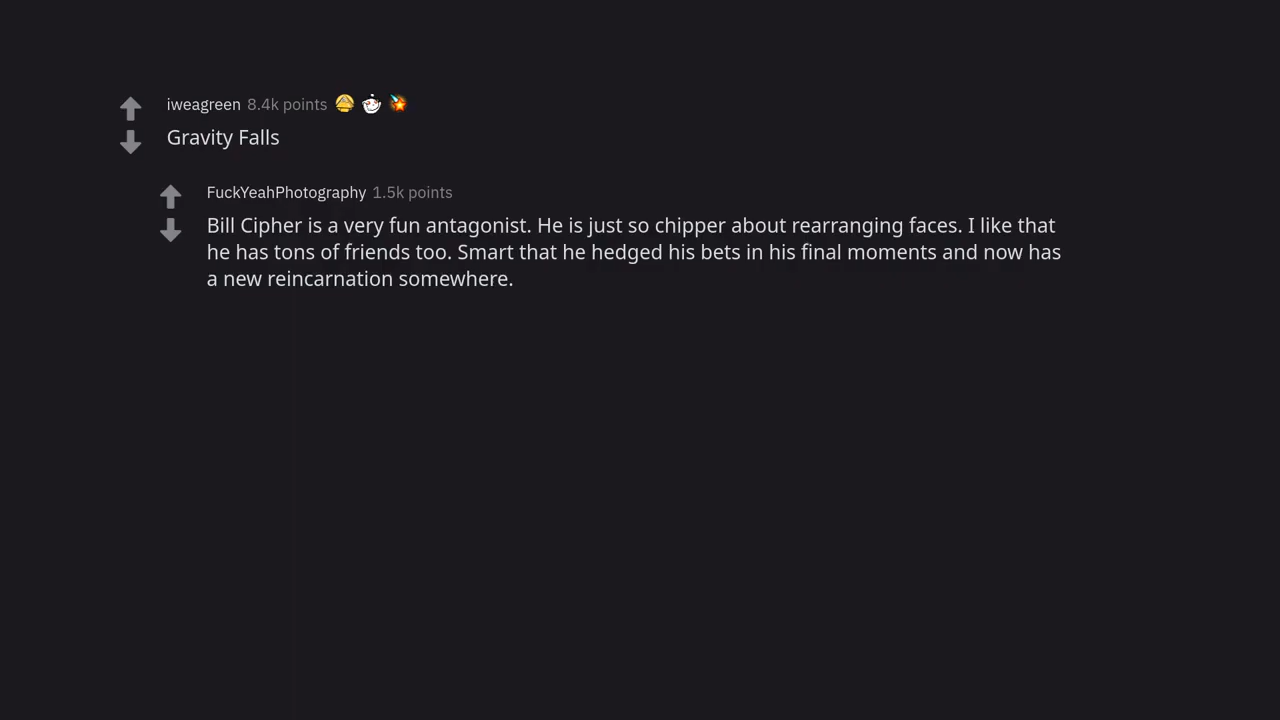 iweagreen 8.4k points
Gravity Falls
FuckYeahPhotography 1.5k points
Bill Cipher is a very fun antagonist. He is just so chipper about rearranging faces. I like that
he has tons of friends too. Smart that he hedged his bets in his final moments and now has
a new reincarnation somewhere.